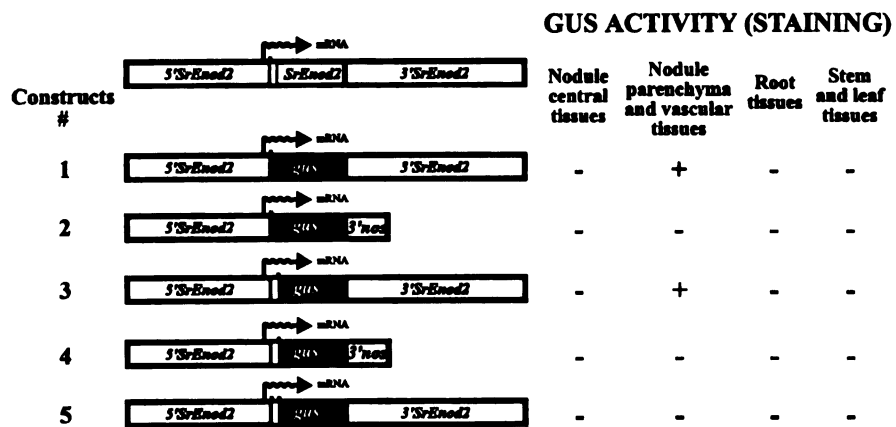 GUS ACTIVITY (STAINING)
mRNA
5'SrEnod2 SrEnod2 3'SrEnod2
Constructs
#
Nodule
central
tissues
Nodule
parenchyma
and vascular
tissues
Root
tissues
Stem
and leaf
tissues
mRNA
1 5'SrEnod2 gus 3'SrEnod2 - + - -
mRNA
2 5'SrEnod2 gus 3'nos - - - -
mRNA
3 5'SrEnod2 gus 3'SrEnod2 - + - -
mRNA
4 5'SrEnod2 gus 3'nos - - - -
mRNA
5 5'SrEnod2 gus 3'SrEnod2 - - - -